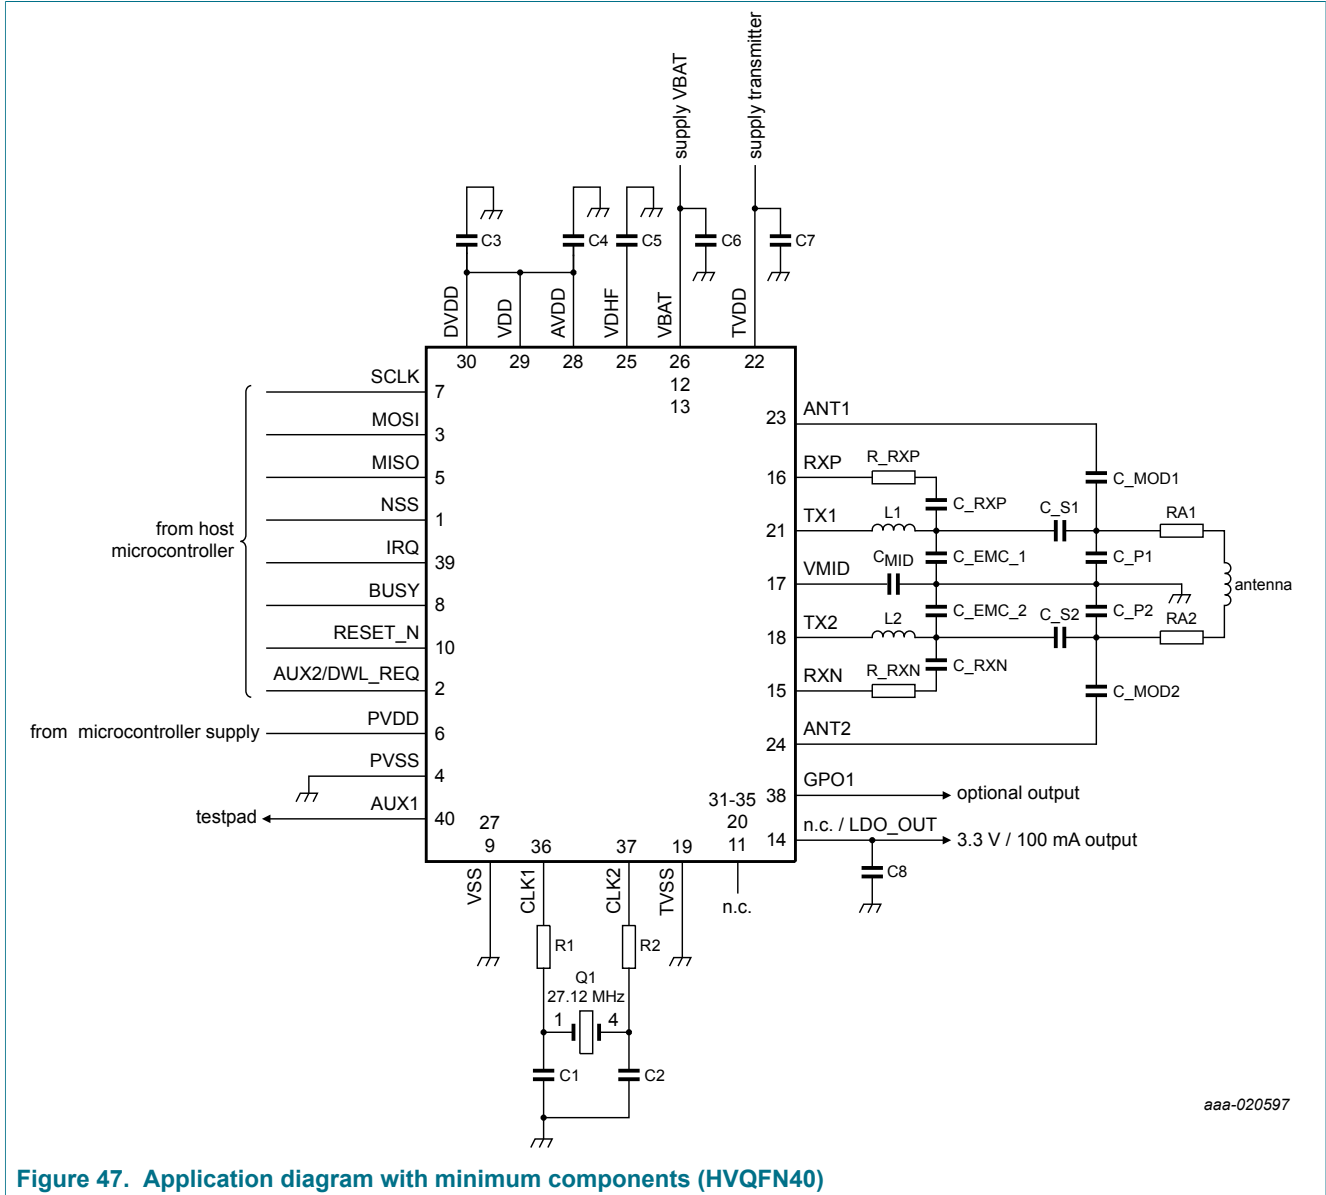 supply VBAT
supply transmitter
C3
C4
C5
C6
C7
DVDD
VDD
AVDD
VDHF
VBAT
TVDD
30
29
28
25
26
22
12
13
SCLK
7
MOSI
3
MISO
5
NSS
1
from host
microcontroller
IRQ
39
BUSY
8
RESET_N
10
AUX2/DWL_REQ
2
from microcontroller supply
PVDD
6
PVSS
4
testpad
AUX1
40
23
ANT1
C_MOD1
16
RXP
R_RXP
C_RXP
21
TX1
L1
C_S1
RA1
17
VMID
CMID
C_EMC_1
C_P1
antenna
C_EMC_2
C_P2
18
TX2
L2
C_S2
RA2
15
RXN
R_RXN
C_RXN
C_MOD2
24
ANT2
38
GPO1
optional output
14
n.c. / LDO_OUT
3.3 V / 100 mA output
C8
31-35
20
11
27
9
36
37
19
VSS
CLK1
CLK2
TVSS
n.c.
R1
R2
Q1
27.12 MHz
1
4
C1
C2
aaa-020597
Figure 47. Application diagram with minimum components (HVQFN40)